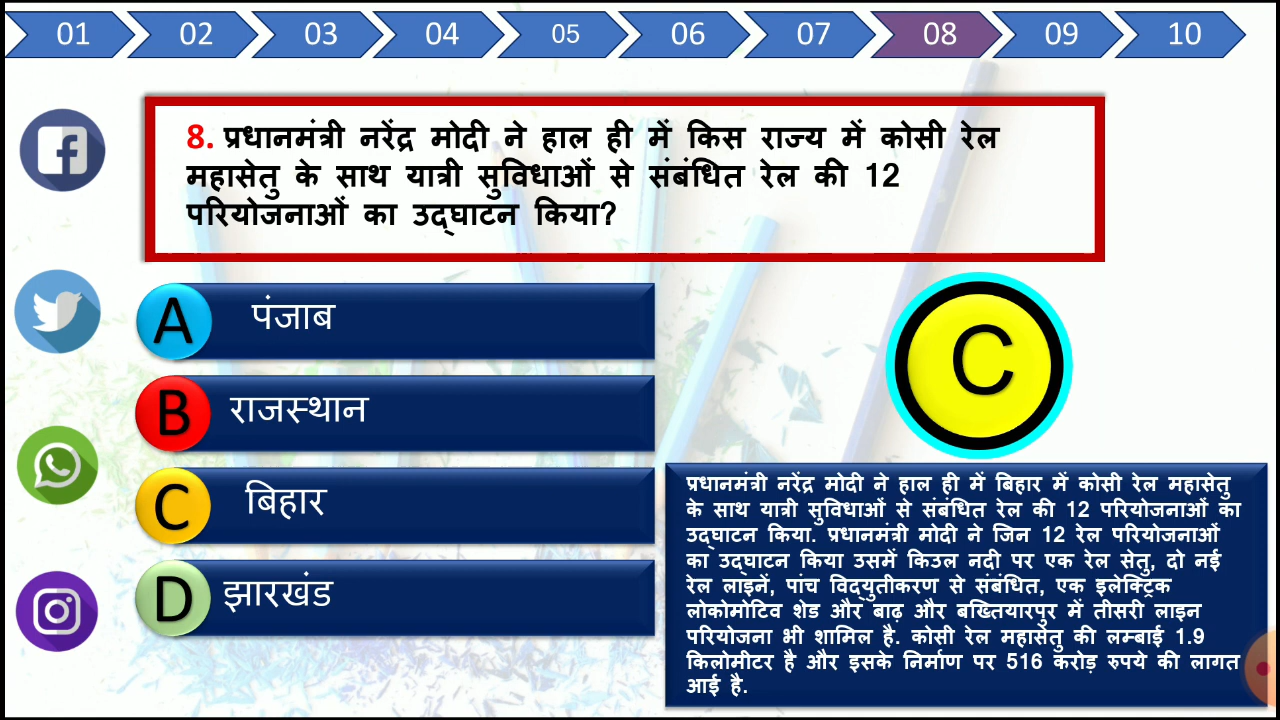 01 02 03 04 05 06 07 08 09 10
8. प्रधानमंत्री नरेंद्र मोदी ने हाल ही में किस राज्य में कोसी रेल
महासेतु के साथ यात्री सुविधाओं से संबंधित रेल की 12
परियोजनाओं का उद्घाटन किया?
A पंजाब
B राजस्थान
C बिहार
D झारखंड
C
प्रधानमंत्री नरेंद्र मोदी ने हाल ही में बिहार में कोसी रेल महासेतु
के साथ यात्री सुविधाओं से संबंधित रेल की 12 परियोजनाओं का
उद्घाटन किया. प्रधानमंत्री मोदी ने जिन 12 रेल परियोजनाओं
का उद्घाटन किया उसमें किउल नदी पर एक रेल सेतु, दो नई
रेल लाइनें, पांच विद्युतीकरण से संबंधित, एक इलेक्ट्रिक
लोकोमोटिव शेड और बाढ़ और बख्तियारपुर में तीसरी लाइन
परियोजना भी शामिल है. कोसी रेल महासेतु की लम्बाई 1.9
किलोमीटर है और इसके निर्माण पर 516 करोड़ रुपये की लागत
आई है.